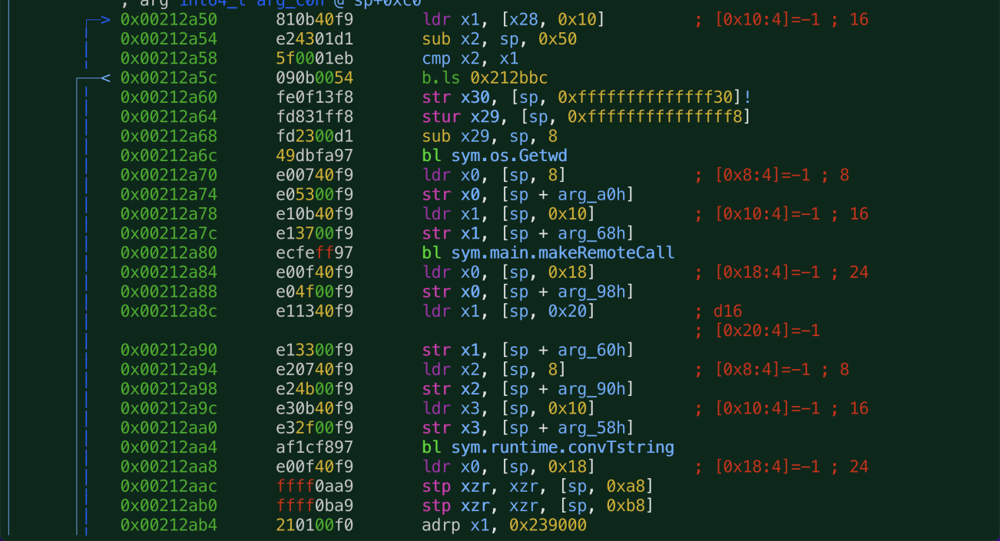 , arg int64_t arg_c0h @ sp+0xc0
0x00212a50 810b40f9 ldr x1, [x28, 0x10] ; [0x10:4]=-1 ; 16
0x00212a54 e24301d1 sub x2, sp, 0x50
0x00212a58 5f0001eb cmp x2, x1
< 0x00212a5c 090b0054 b.ls 0x212bbc
0x00212a60 fe0f13f8 str x30, [sp, 0xffffffffffffff30]!
0x00212a64 fd831ff8 stur x29, [sp, 0xfffffffffffffff8]
0x00212a68 fd2300d1 sub x29, sp, 8
0x00212a6c 49dbfa97 bl sym.os.Getwd
0x00212a70 e00740f9 ldr x0, [sp, 8] ; [0x8:4]=-1 ; 8
0x00212a74 e05300f9 str x0, [sp + arg_a0h]
0x00212a78 e10b40f9 ldr x1, [sp, 0x10] ; [0x10:4]=-1 ; 16
0x00212a7c e13700f9 str x1, [sp + arg_68h]
0x00212a80 ecfeff97 bl sym.main.makeRemoteCall
0x00212a84 e00f40f9 ldr x0, [sp, 0x18] ; [0x18:4]=-1 ; 24
0x00212a88 e04f00f9 str x0, [sp + arg_98h]
0x00212a8c e11340f9 ldr x1, [sp, 0x20] ; d16
; [0x20:4]=-1
0x00212a90 e13300f9 str x1, [sp + arg_60h]
0x00212a94 e20740f9 ldr x2, [sp, 8] ; [0x8:4]=-1 ; 8
0x00212a98 e24b00f9 str x2, [sp + arg_90h]
0x00212a9c e30b40f9 ldr x3, [sp, 0x10] ; [0x10:4]=-1 ; 16
0x00212aa0 e32f00f9 str x3, [sp + arg_58h]
0x00212aa4 af1cf897 bl sym.runtime.convTstring
0x00212aa8 e00f40f9 ldr x0, [sp, 0x18] ; [0x18:4]=-1 ; 24
0x00212aac ffff0aa9 stp xzr, xzr, [sp, 0xa8]
0x00212ab0 ffff0ba9 stp xzr, xzr, [sp, 0xb8]
0x00212ab4 210100f0 adrp x1, 0x239000